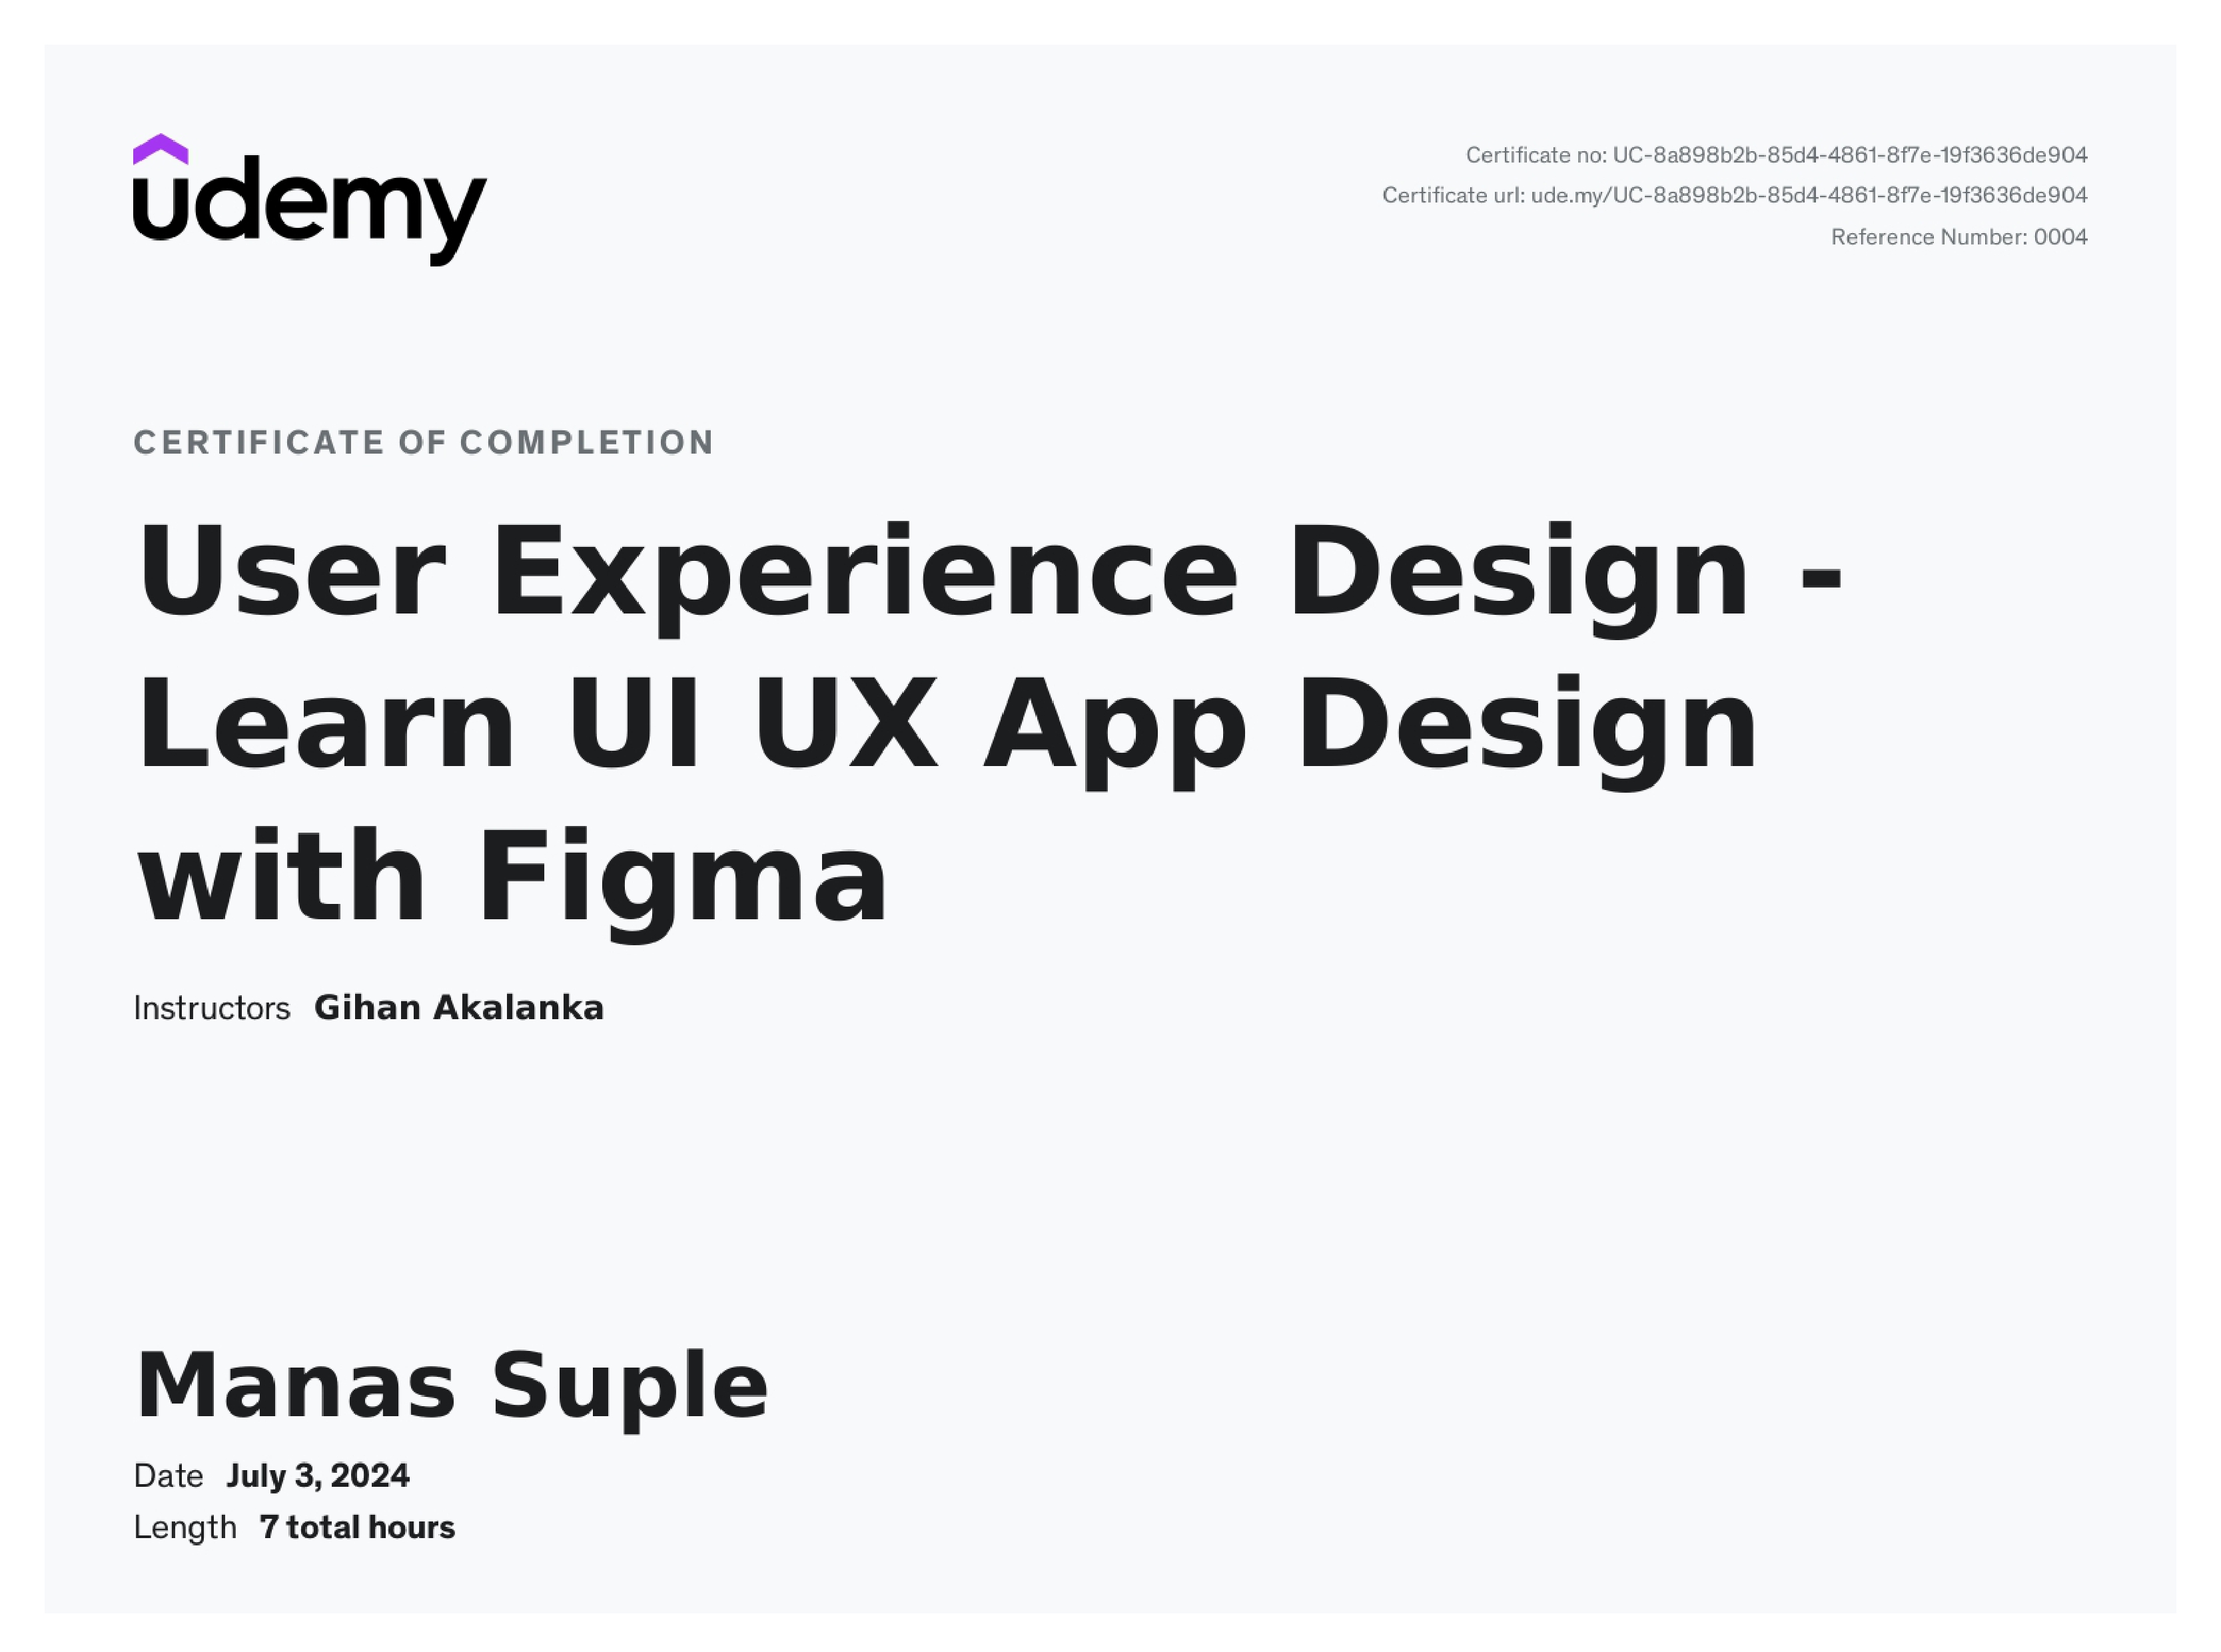 udemy
Certificate no: UC-8a898b2b-85d4-4861-8f7e-19f3636de904
Certificate url: ude.my/UC-8a898b2b-85d4-4861-8f7e-19f3636de904
Reference Number: 0004
CERTIFICATE OF COMPLETION
User Experience Design -
Learn UI UX App Design
with Figma
Instructors Gihan Akalanka
Manas Suple
Date July 3, 2024
Length 7 total hours